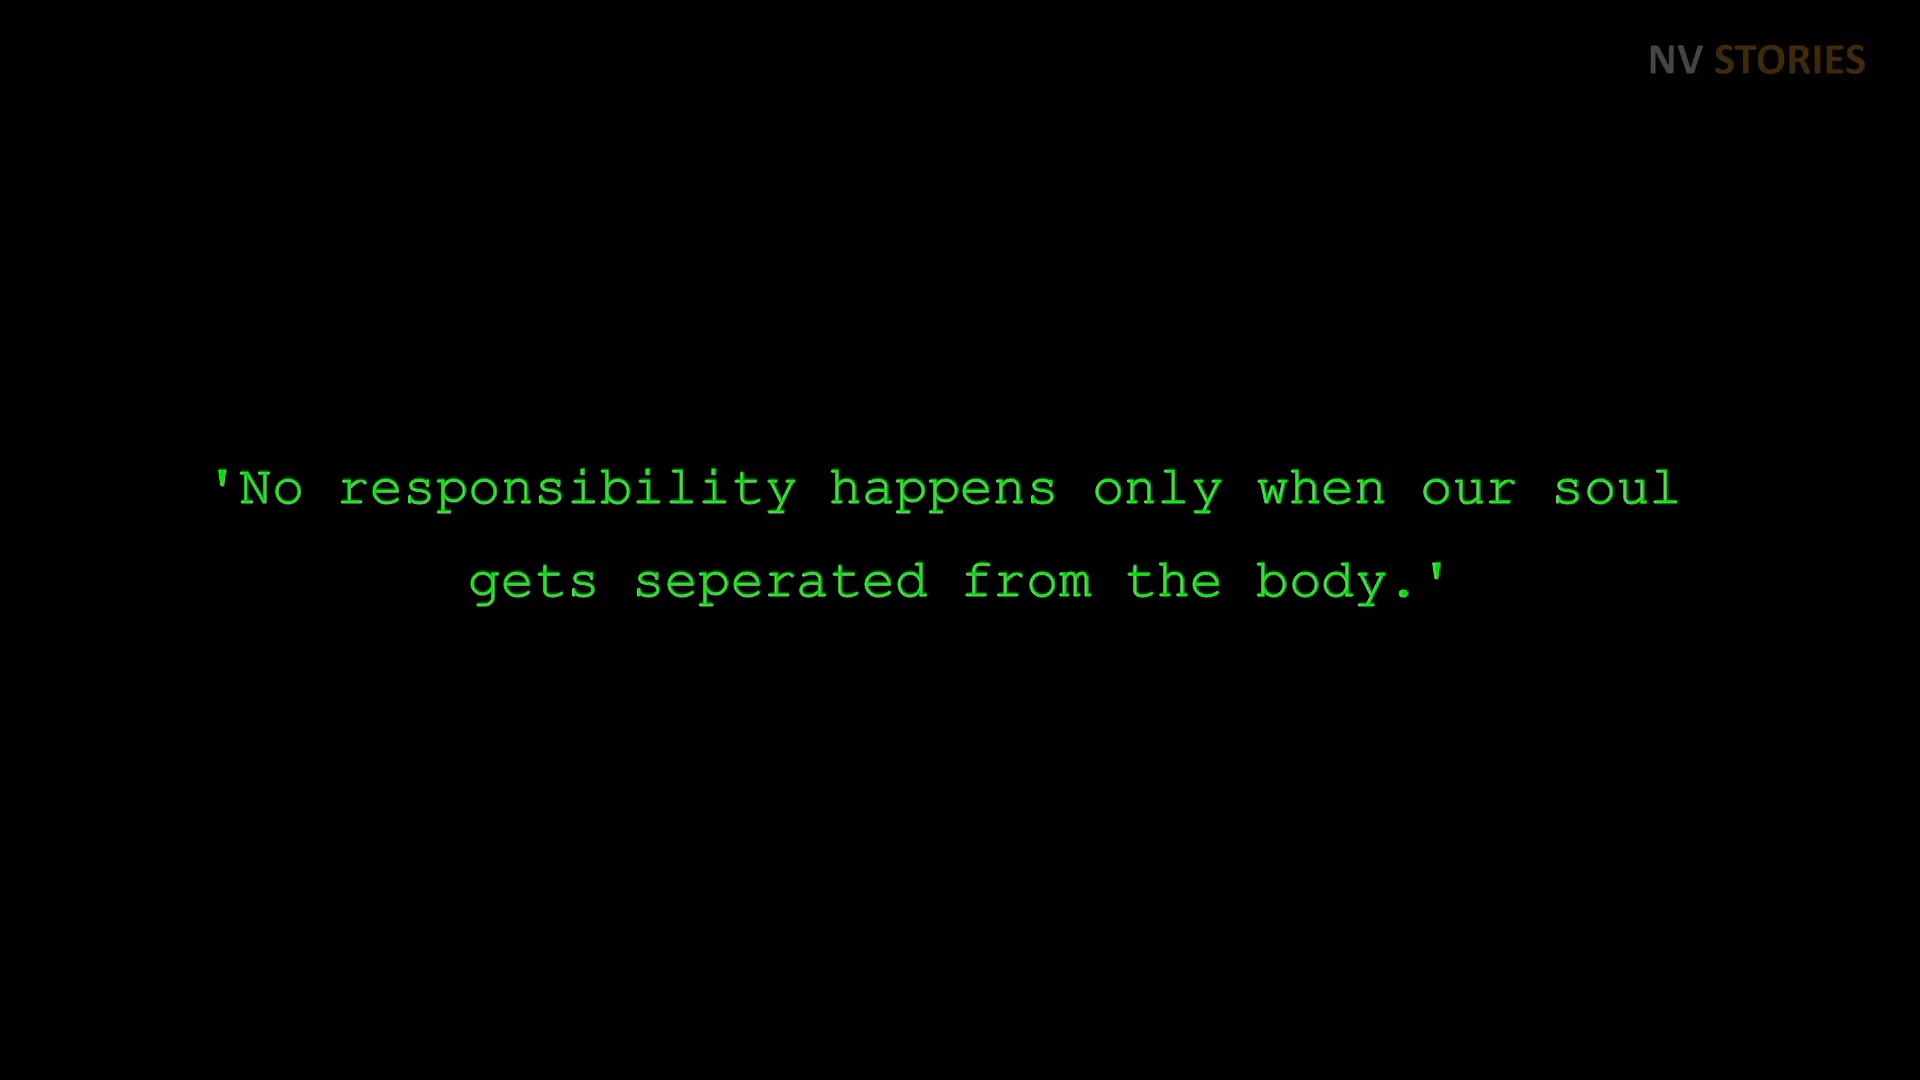 NV STORIES
'No responsibility happens only when our soul
gets seperated from the body.'